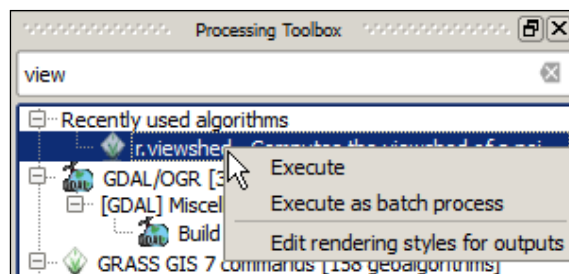 Processing Toolbox
view
Recently used algorithms
r.viewshed - Computes the viewshed of a poi
Execute
GDAL/OGR [3
Execute as batch process
[GDAL] Miscel
Build
Edit rendering styles for outputs
GRASS GIS 7 commands [158 geoalgorithms]